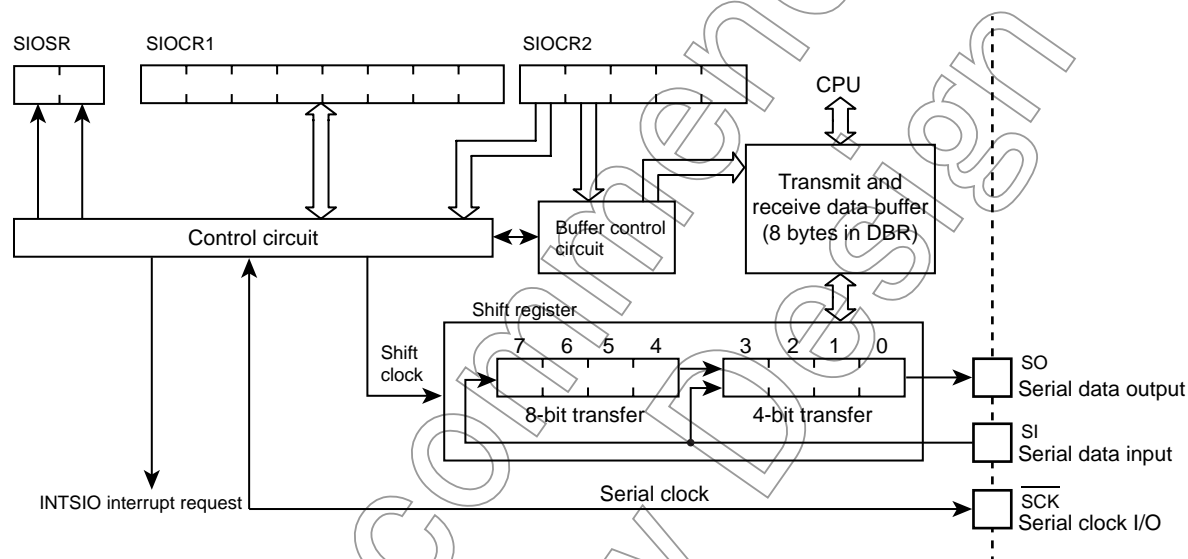 SIOSR
SIOCR1
SIOCR2
CPU
Transmit and
receive data buffer
(8 bytes in DBR)
Control circuit
Buffer control
circuit
Shift register
Shift
clock
7 6 5 4
3 2 1 0
8-bit transfer
4-bit transfer
SO
Serial data output
SI
Serial data input
INTSIO interrupt request
Serial clock
SCK
Serial clock I/O
commen
w Design